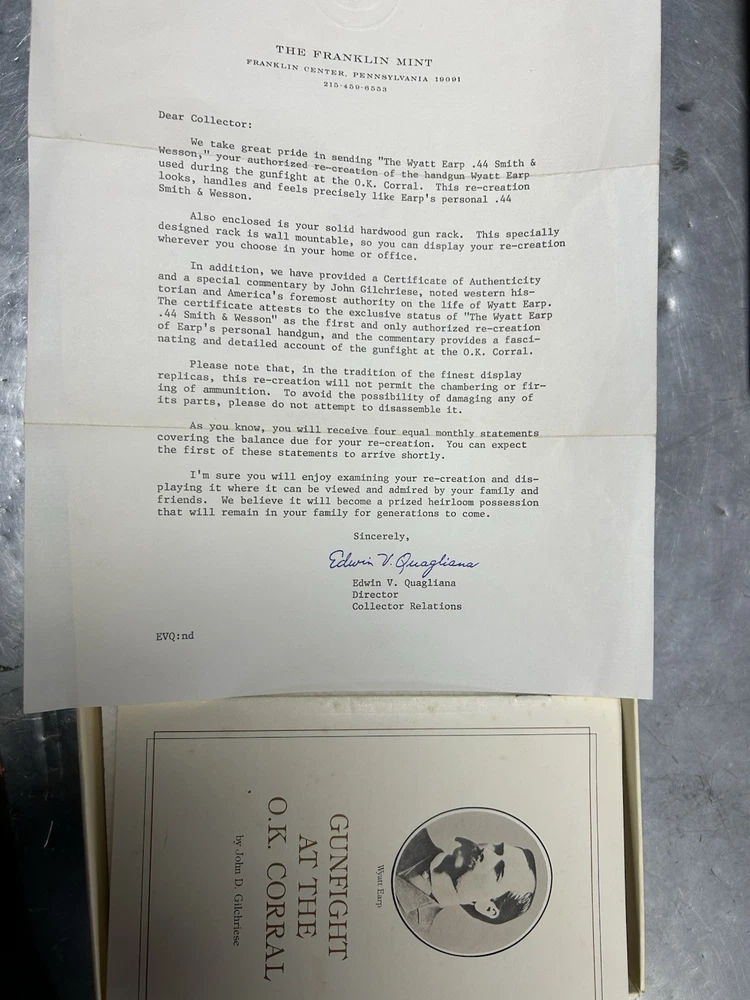 THE FRANKLIN MINT
FRANKLIN CENTER, PENNSYLVANIA 19091
215-459-6553
Dear Collector:
We take great pride in sending "The Wyatt Earp .44 Smith &
Wesson," your authorized re-creation of the handgun Wyatt Earp
used during the gunfight at the O.K. Corral. This re-creation
looks, handles and feels precisely like Earp's personal .44
Smith & Wesson.
Also enclosed is your solid hardwood gun rack. This specially
designed rack is wall mountable, so you can display your re-creation
wherever you choose in your home or office.
In addition, we have provided a Certificate of Authenticity
and a special commentary by John Gilchriese, noted western his-
torian and America's foremost authority on the life of Wyatt Earp.
The certificate attests to the exclusive status of "The Wyatt Earp
.44 Smith & Wesson" as the first and only authorized re-creation
of Earp's personal handgun, and the commentary provides a fasci-
nating and detailed account of the gunfight at the O.K. Corral.
Please note that, in the tradition of the finest display
replicas, this re-creation will not permit the chambering or fir-
ing of ammunition. To avoid the possibility of damaging any of
its parts, please do not attempt to disassemble it.
As you know, you will receive four equal monthly statements
covering the balance due for your re-creation. You can expect
the first of these statements to arrive shortly.
I'm sure you will enjoy examining your re-creation and dis-
playing it where it can be viewed and admired by your family and
friends. We believe it will become a prized heirloom possession
that will remain in your family for generations to come.
Sincerely,
Edwin V. Quagliana
Edwin V. Quagliana
Director
Collector Relations
EVQ:nd
Wyatt Earp
GUNFIGHT
AT THE
O.K. CORRAL
by John D. Gilchriese